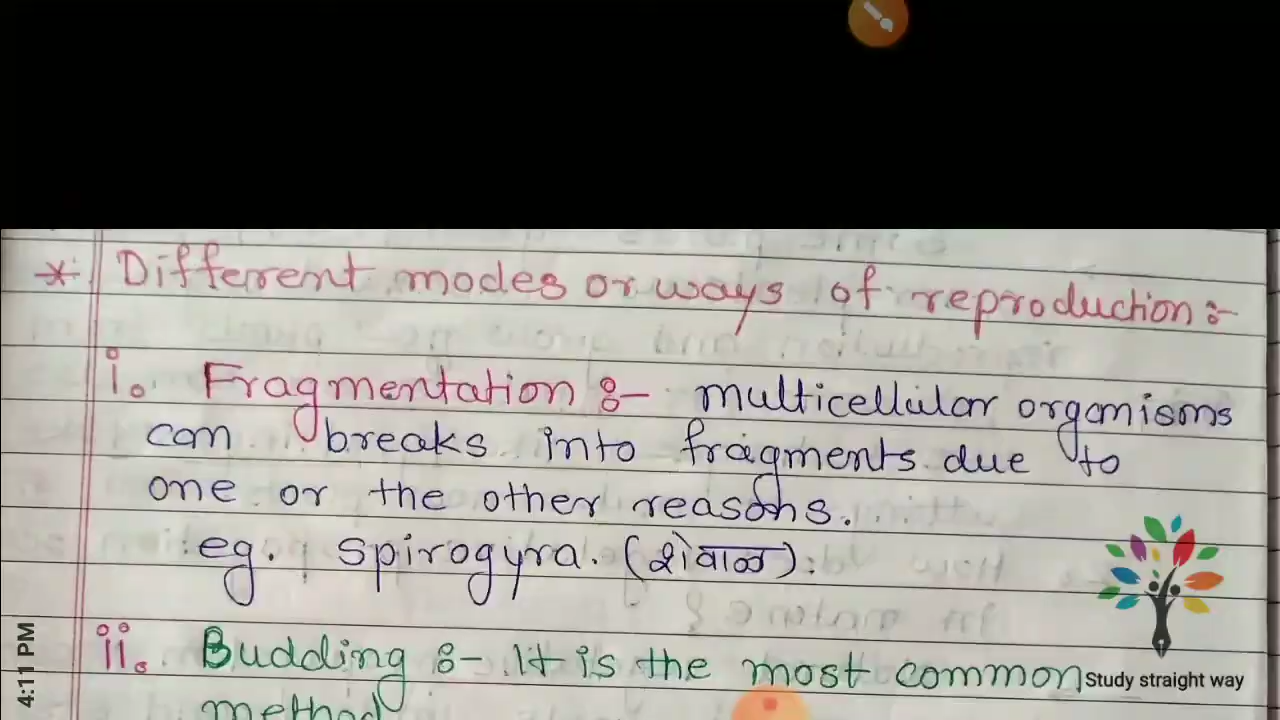 * Different modes or ways of reproduction :-
i. Fragmentation :- multicellular organisms
can breaks into fragments due to
one or the other reasons.
eg. spirogyra. (शेवाळ).
ii. Budding :- It is the most common
method
Study straight way
4:11 PM